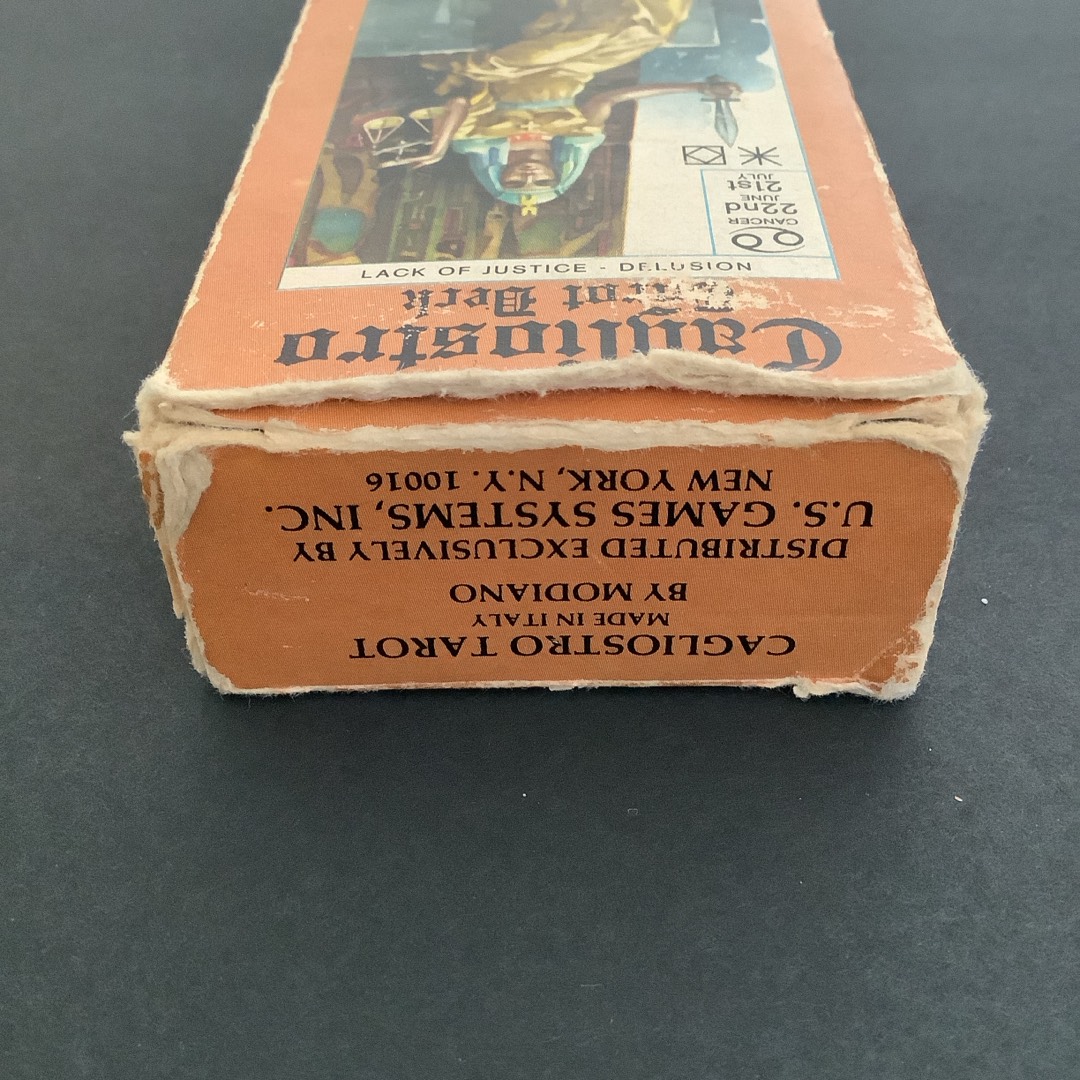 Cagliostro
Tarot Deck
LACK OF JUSTICE - DELUSION
CANCER
22nd
JUNE
21st
JULY
CAGLIOSTRO TAROT
MADE IN ITALY
BY MODIANO
DISTRIBUTED EXCLUSIVELY BY
U.S. GAMES SYSTEMS, INC.
NEW YORK, N.Y. 10016